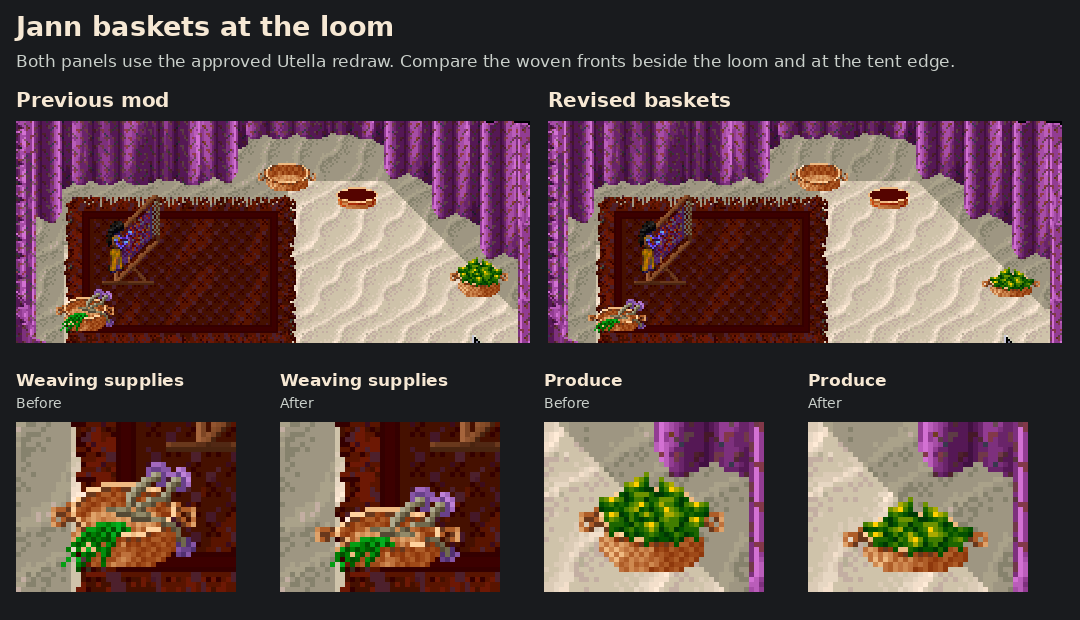 Jann baskets at the loom
Both panels use the approved Utella redraw. Compare the woven fronts beside the loom and at the tent edge.
Previous mod
Revised baskets
Weaving supplies
Before
Weaving supplies
After
Produce
Before
Produce
After